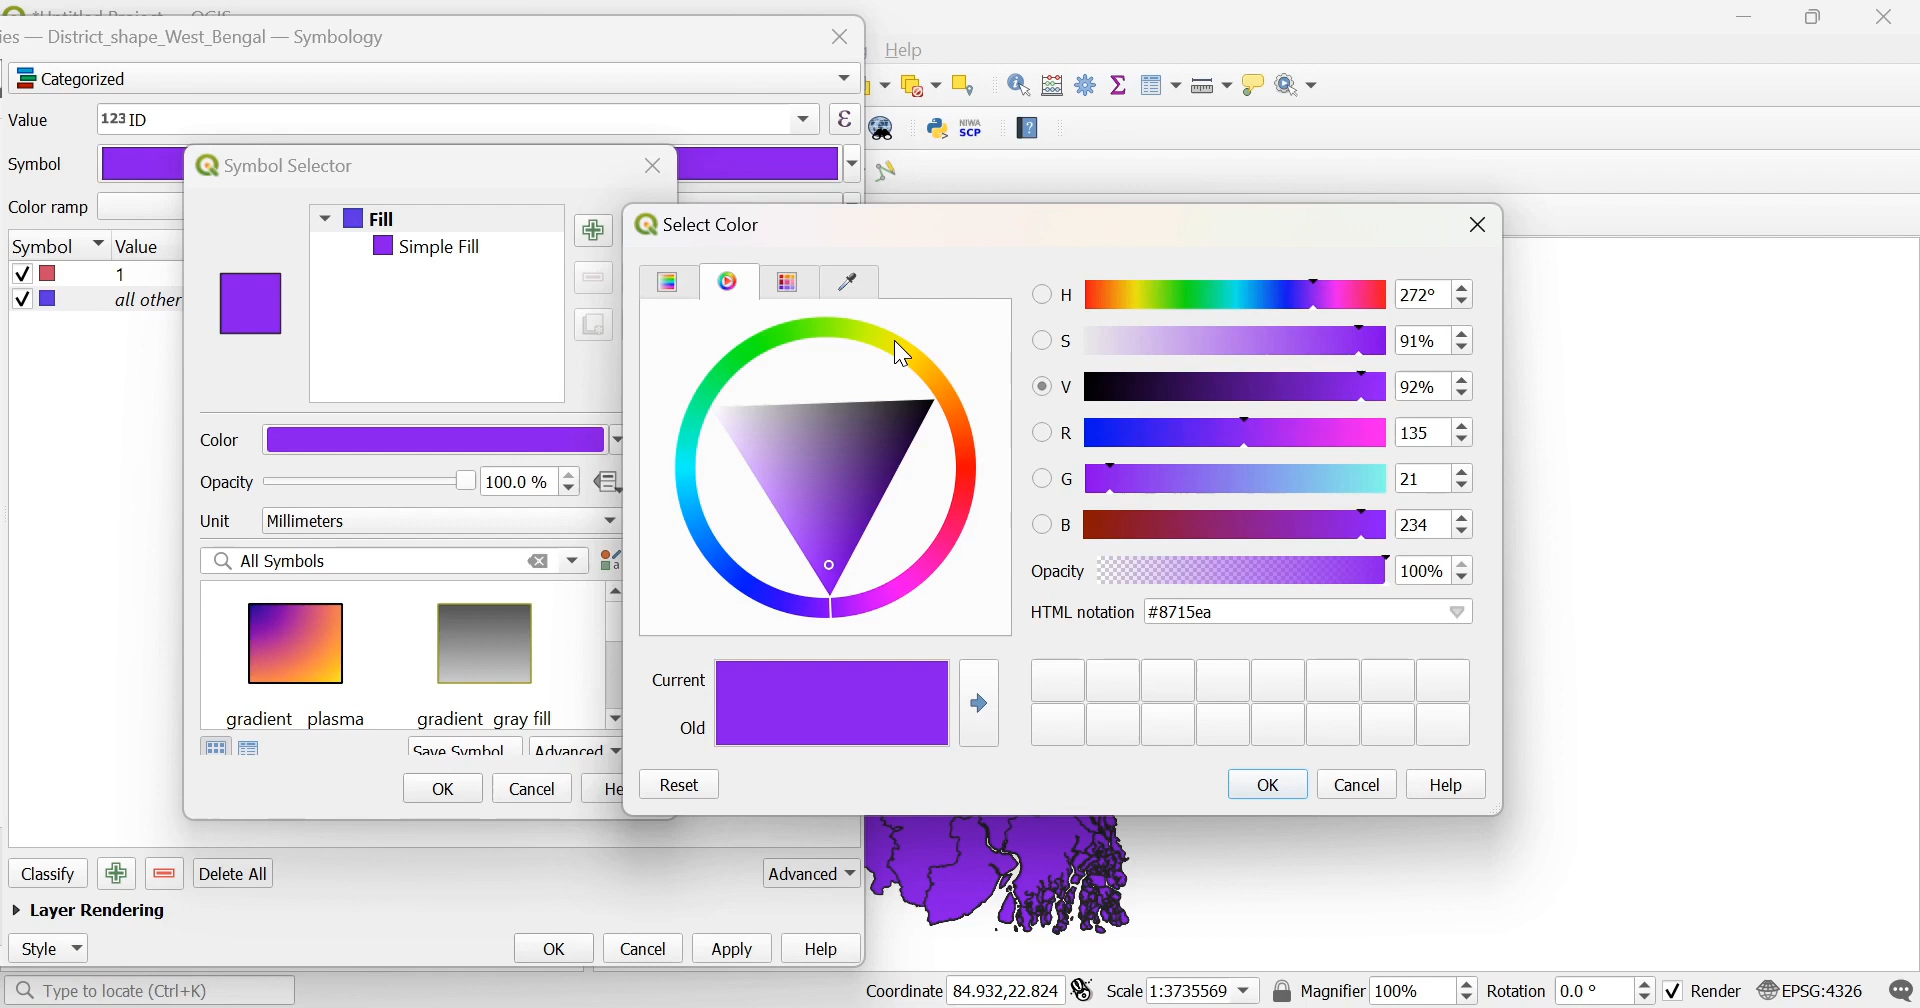 ies — District_shape_West_Bengal — Symbology
Help
Categorized
Value 123 ID ε
Symbol
Color ramp
Symbol Value
1
all other
Symbol Selector
Fill
Simple Fill
Color
Opacity 100.0 %
Unit Millimeters
All Symbols
gradient plasma gradient gray fill
Save Symbol Advanced
OK Cancel He
Select Color
H 272°
S 91%
V 92%
R 135
G 21
B 234
Opacity 100%
HTML notation #8715ea
Current
Old
Reset OK Cancel Help
NIWA
SCP
Classify Delete All Advanced
Layer Rendering
Style OK Cancel Apply Help
Type to locate (Ctrl+K) Coordinate 84.932,22.824 Scale 1:3735569 Magnifier 100% Rotation 0.0 ° Render EPSG:4326